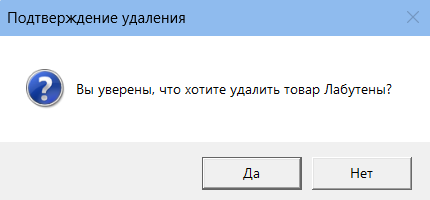 Подтверждение удаления
Вы уверены, что хотите удалить товар Лабутены?
Да
Нет